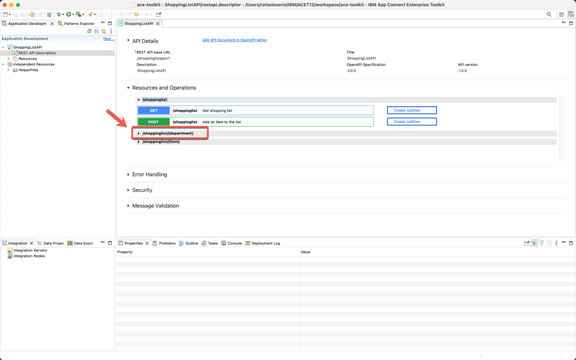 ace-toolkit - ShoppingListAPI/restapi.descriptor - /Users/rafaelosorio/IBM/ACET12/workspace/ace-toolkit - IBM App Connect Enterprise Toolkit
Application Developmen
Patterns Explorer
ShoppingListAPI
Application Development
New...
ShoppingListAPI
REST API Description
Resources
Independent Resources
HelperFiles
API Details
Edit API Document in OpenAPI editor
REST API base URL
Title
/shoppinglistapi/v1
ShoppingListAPI
Description
OpenAPI Specification
API version
ShoppingListAPI
3.0.0
1.0.0
Resources and Operations
/shoppinglist
GET /shoppinglist Get shopping list Create subflow
POST /shoppinglist Add an item to the list Create subflow
/shoppinglist/{department}
/shoppinglist/{item}
Error Handling
Security
Message Validation
Integration
Data Projec
Data Sourc
Integration Servers
Integration Nodes
Properties
Problems
Outline
Tasks
Console
Deployment Log
Property
Value